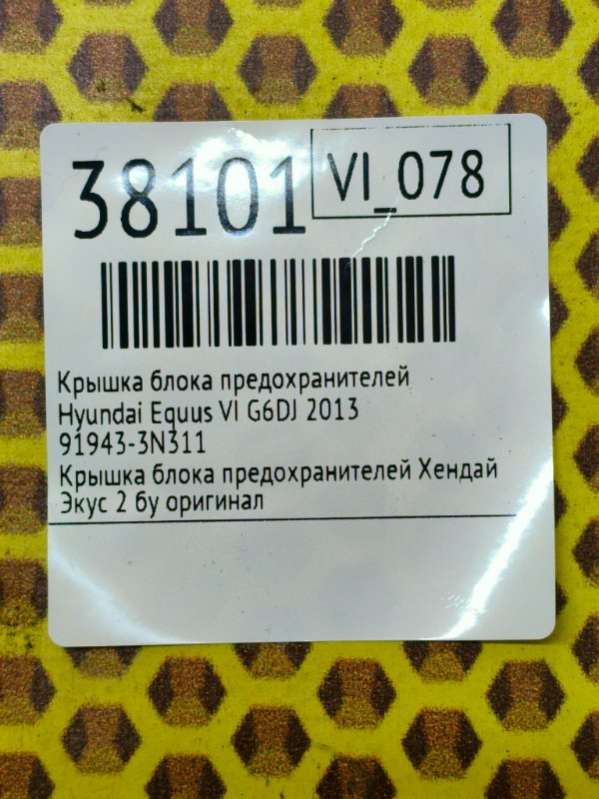 38101
VI_078
Крышка блока предохранителей
Hyundai Equus VI G6DJ 2013
91943-3N311
Крышка блока предохранителей Хендай
Экус 2 бу оригинал